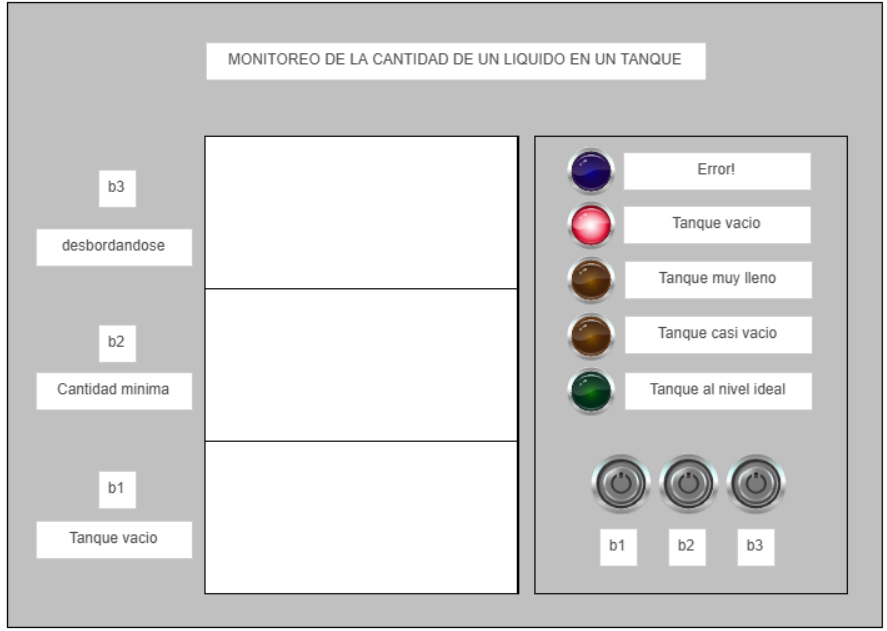 MONITOREO DE LA CANTIDAD DE UN LIQUIDO EN UN TANQUE
b3
desbordandose
b2
Cantidad minima
b1
Tanque vacio
Error!
Tanque vacio
Tanque muy lleno
Tanque casi vacio
Tanque al nivel ideal
b1 b2 b3